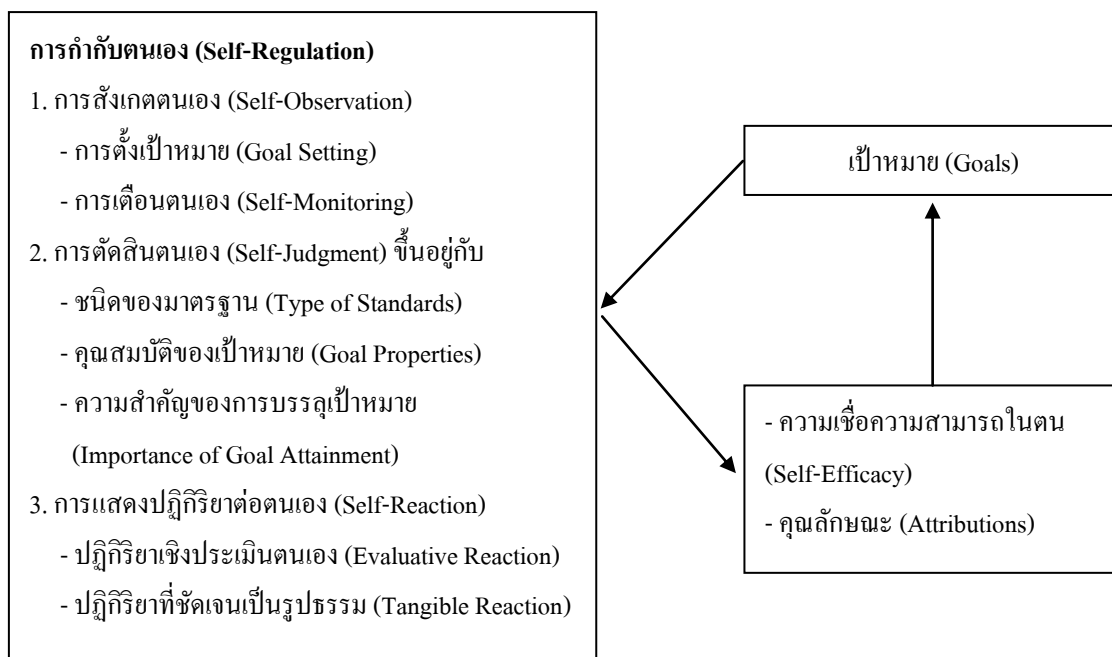 การกำกับตนเอง (Self-Regulation)
1. การสังเกตตนเอง (Self-Observation)
- การตั้งเป้าหมาย (Goal Setting)
- การเตือนตนเอง (Self-Monitoring)
2. การตัดสินตนเอง (Self-Judgment) ขึ้นอยู่กับ
- ชนิดของมาตรฐาน (Type of Standards)
- คุณสมบัติของเป้าหมาย (Goal Properties)
- ความสำคัญของการบรรลุเป้าหมาย
(Importance of Goal Attainment)
3. การแสดงปฏิกิริยาต่อตนเอง (Self-Reaction)
- ปฏิกิริยาเชิงประเมินตนเอง (Evaluative Reaction)
- ปฏิกิริยาที่ชัดเจนเป็นรูปธรรม (Tangible Reaction)
เป้าหมาย (Goals)
- ความเชื่อความสามารถในตน
(Self-Efficacy)
- คุณลักษณะ (Attributions)